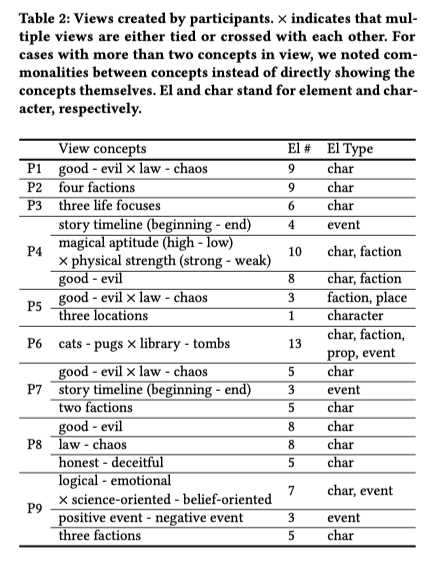 Table 2: Views created by participants. × indicates that mul-
tiple views are either tied or crossed with each other. For
cases with more than two concepts in view, we noted com-
monalities between concepts instead of directly showing the
concepts themselves. El and char stand for element and char-
acter, respectively.
View concepts El # El Type
P1 good - evil × law - chaos 9 char
P2 four factions 9 char
P3 three life focuses 6 char
P4 story timeline (beginning - end) 4 event
magical aptitude (high - low)
× physical strength (strong - weak) 10 char, faction
good - evil 8 char, faction
P5 good - evil × law - chaos 3 faction, place
three locations 1 character
P6 cats - pugs × library - tombs 13 char, faction,
prop, event
P7 good - evil × law - chaos 5 char
story timeline (beginning - end) 3 event
two factions 5 char
P8 good - evil 8 char
law - chaos 8 char
honest - deceitful 5 char
P9 logical - emotional
× science-oriented - belief-oriented 7 char, event
positive event - negative event 3 event
three factions 5 char